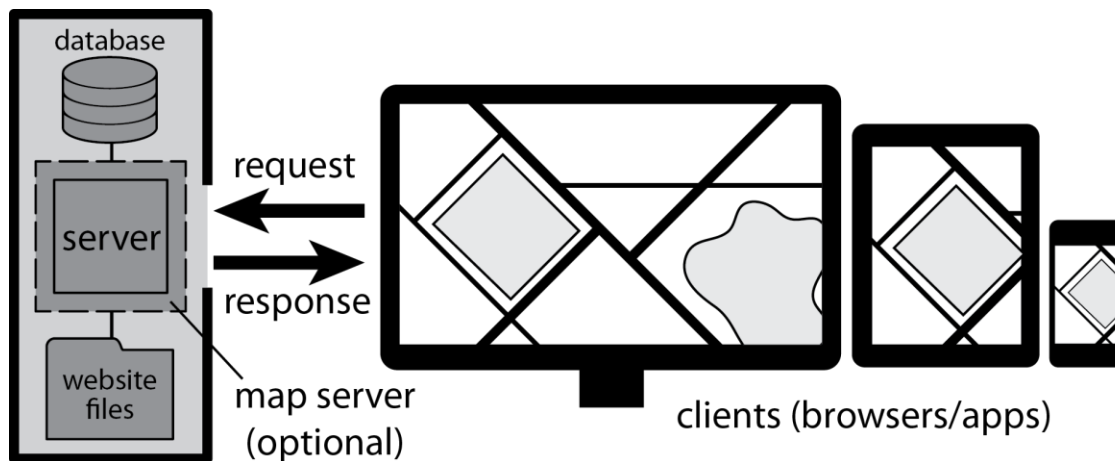 database
server
website
files
request
response
map server
(optional)
clients (browsers/apps)